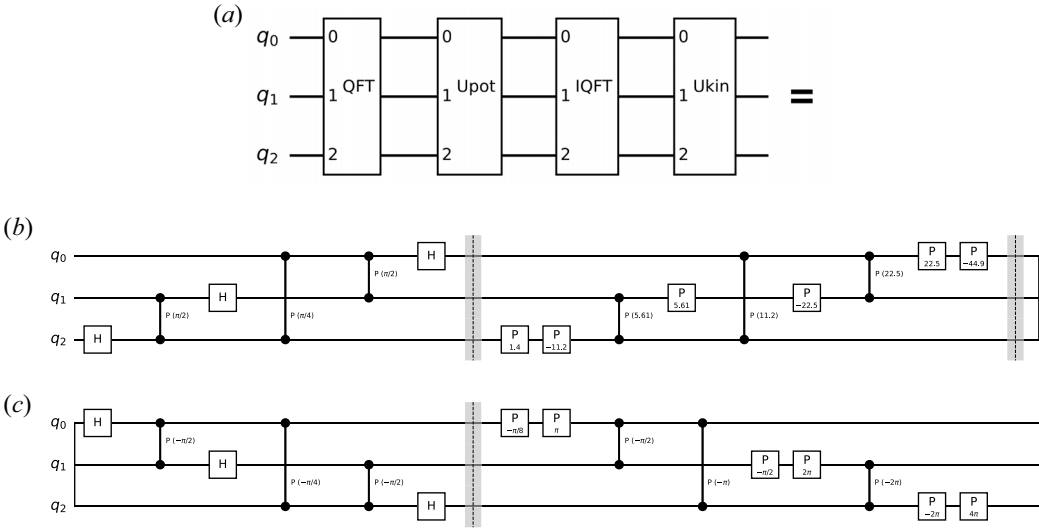 (a)
q0 0 0 0 0
QFT Upot IQFT Ukin
q1 1 1 1 1 =
q2 2 2 2 2
(b)
q0 H P 22.5 P −44.9
P (π/2)
q1 H P 5.61 P −22.5
P (π/2) P (π/4) P (5.61) P (11.2) P (22.5)
q2 H P 1.4 P −11.2
(c)
q0 H P −π/8 P π
P (−π/2) P (−π/2)
q1 H P −π/2 P 2π
P (−π/4) P (−π/2) P (−π) P (−2π)
q2 H P −2π P 4π